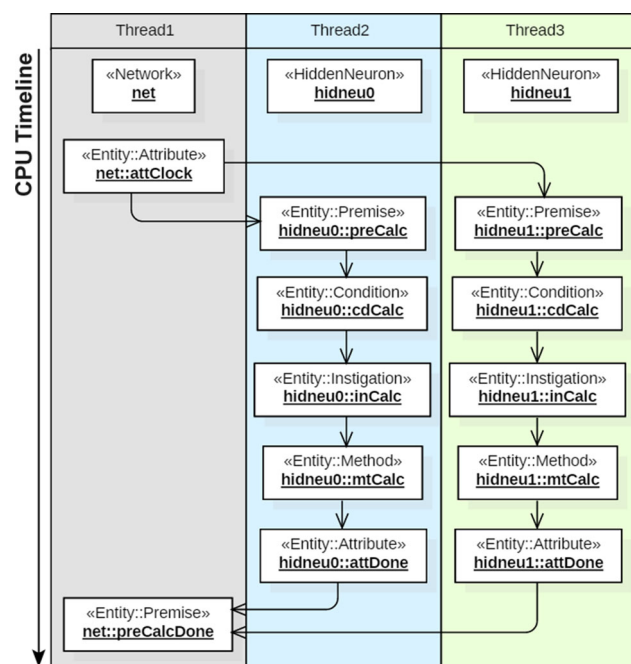 CPU Timeline
Thread1
Thread2
Thread3
«Network»
net
«HiddenNeuron»
hidneu0
«HiddenNeuron»
hidneu1
«Entity::Attribute»
net::attClock
«Entity::Premise»
hidneu0::preCalc
«Entity::Premise»
hidneu1::preCalc
«Entity::Condition»
hidneu0::cdCalc
«Entity::Condition»
hidneu1::cdCalc
«Entity::Instigation»
hidneu0::inCalc
«Entity::Instigation»
hidneu1::inCalc
«Entity::Method»
hidneu0::mtCalc
«Entity::Method»
hidneu1::mtCalc
«Entity::Attribute»
hidneu0::attDone
«Entity::Attribute»
hidneu1::attDone
«Entity::Premise»
net::preCalcDone